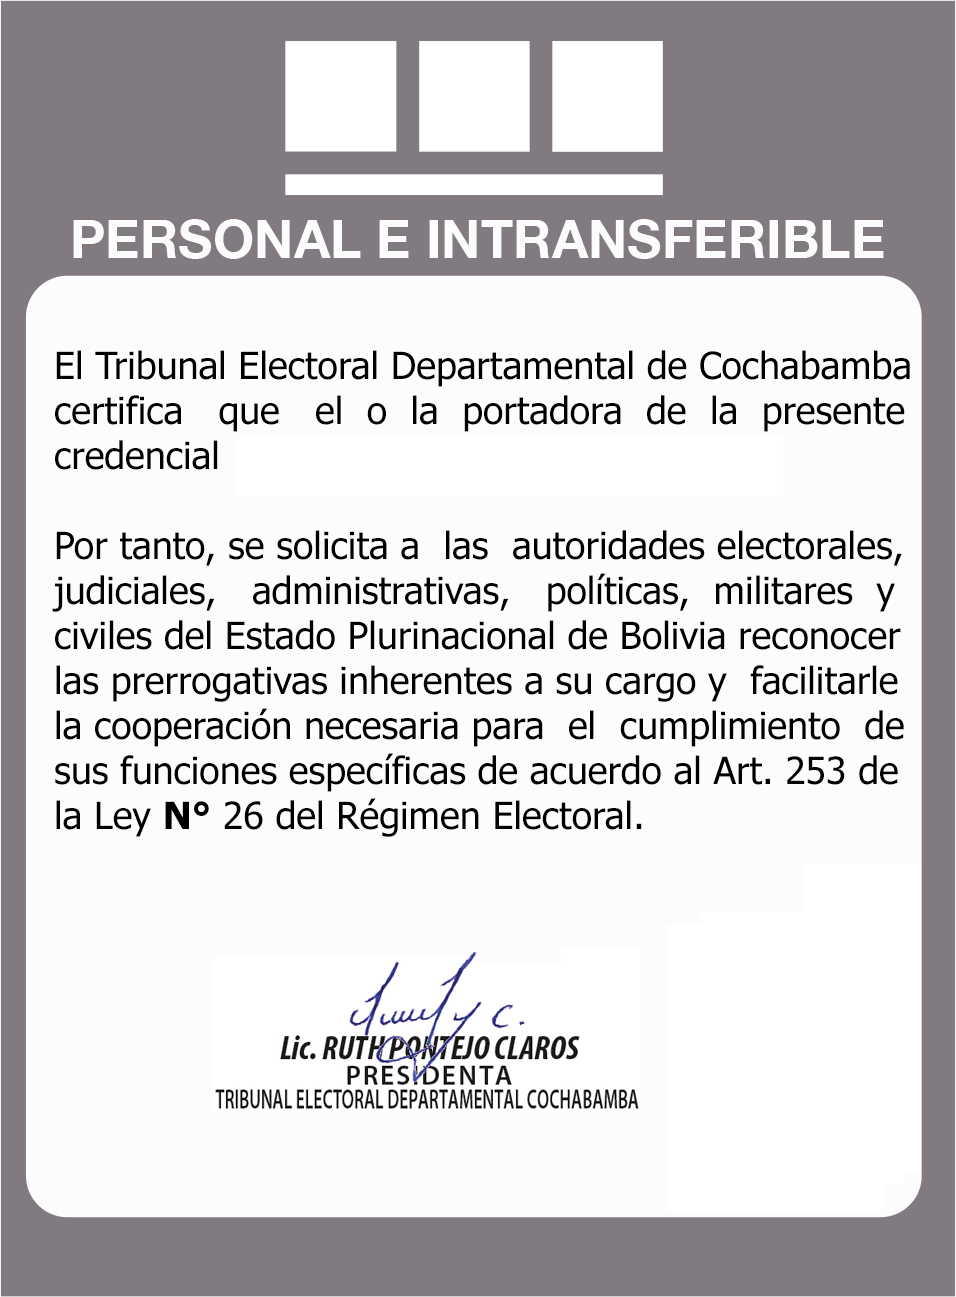 PERSONAL E INTRANSFERIBLE
El Tribunal Electoral Departamental de Cochabamba
certifica que el o la portadora de la presente
credencial
Por tanto, se solicita a las autoridades electorales,
judiciales, administrativas, políticas, militares y
civiles del Estado Plurinacional de Bolivia reconocer
las prerrogativas inherentes a su cargo y facilitarle
la cooperación necesaria para el cumplimiento de
sus funciones específicas de acuerdo al Art. 253 de
la Ley N° 26 del Régimen Electoral.
Lic. RUTH PONTEJO CLAROS
PRESIDENTA
TRIBUNAL ELECTORAL DEPARTAMENTAL COCHABAMBA